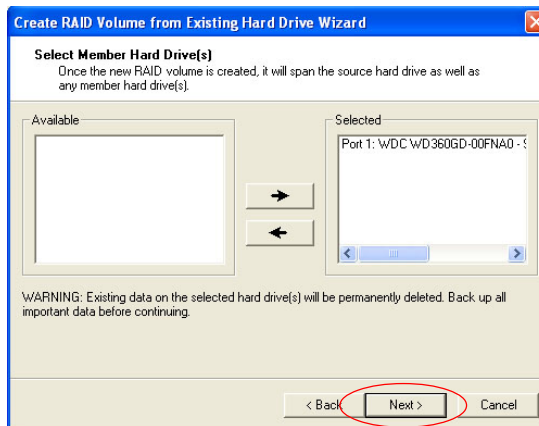 Create RAID Volume from Existing Hard Drive Wizard
Select Member Hard Drive(s)
Once the new RAID volume is created, it will span the source hard drive as well as
any member hard drive(s).
Available
Selected
Port 1: WDC WD360GD-00FNA0 - S
WARNING: Existing data on the selected hard drive(s) will be permanently deleted. Back up all
important data before continuing.
< Back
Next >
Cancel